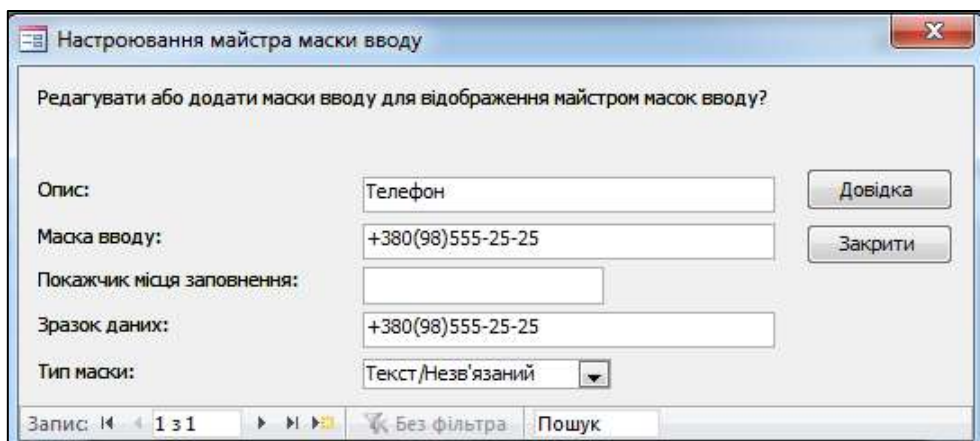 Настроювання майстра маски вводу
Редагувати або додати маски вводу для відображення майстром масок вводу?
Опис: Телефон Довідка
Маска вводу: +380(98)555-25-25 Закрити
Покажчик місця заповнення:
Зразок даних: +380(98)555-25-25
Тип маски: Текст/Незв'язаний
Запис: 1 з 1 Без фільтра Пошук